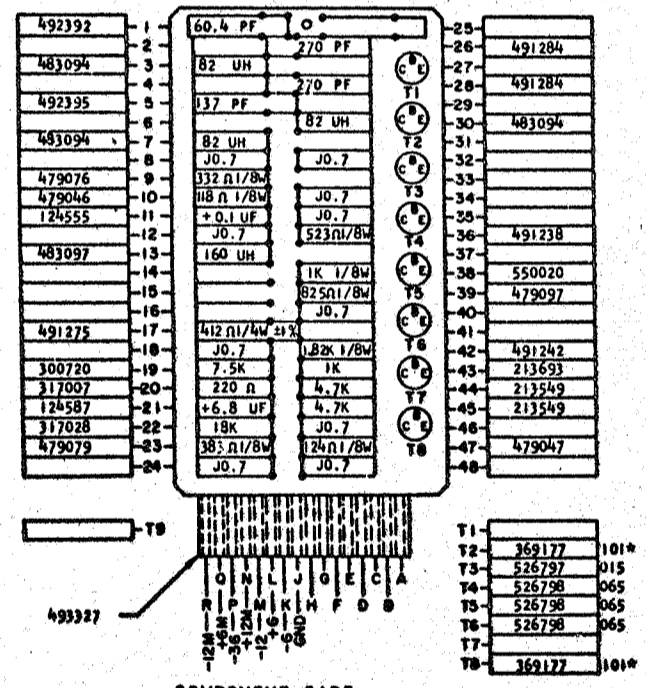 492392 1 60.4 PF 25
2 270 PF 26 491284
483094 3 82 UH 27
4 270 PF 28 491284
492395 5 137 PF 29
6 82 UH 30 483094
483094 7 82 UH 31
8 J0.7 J0.7 32
479076 9 332 Ω 1/8W 33
479046 10 118 Ω 1/8W J0.7 34
124555 11 +0.1 UF J0.7 35
12 J0.7 523Ω1/8W 36 491238
483097 13 160 UH 37
14 1K 1/8W 38 550020
15 825Ω1/8W 39 479097
16 J0.7 40
491275 17 412 Ω1/4W ±1% 41
18 J0.7 1.82K 1/8W 42 491242
300720 19 7.5K 1K 43 213693
317007 20 220 Ω 4.7K 44 213549
124587 21 +6.8 UF 4.7K 45 213549
317028 22 18K J0.7 46
479079 23 383Ω1/8W 124Ω1/8W 47 479047
24 J0.7 J0.7 48
C B E
T1
C B E
T2
C B E
T3
C B E
T4
C B E
T5
C B E
T6
C B E
T7
C B E
T8
T9
493327
R Q P N M L K J H G F E D C B A
-12M +6M -36 +12M -12 +6 -6 GND
T1
T2 369177 101*
T3 526797 015
T4 526798 065
T5 526798 065
T6 526798 065
T7
T8 369177 101*
COMPONENT SIDE